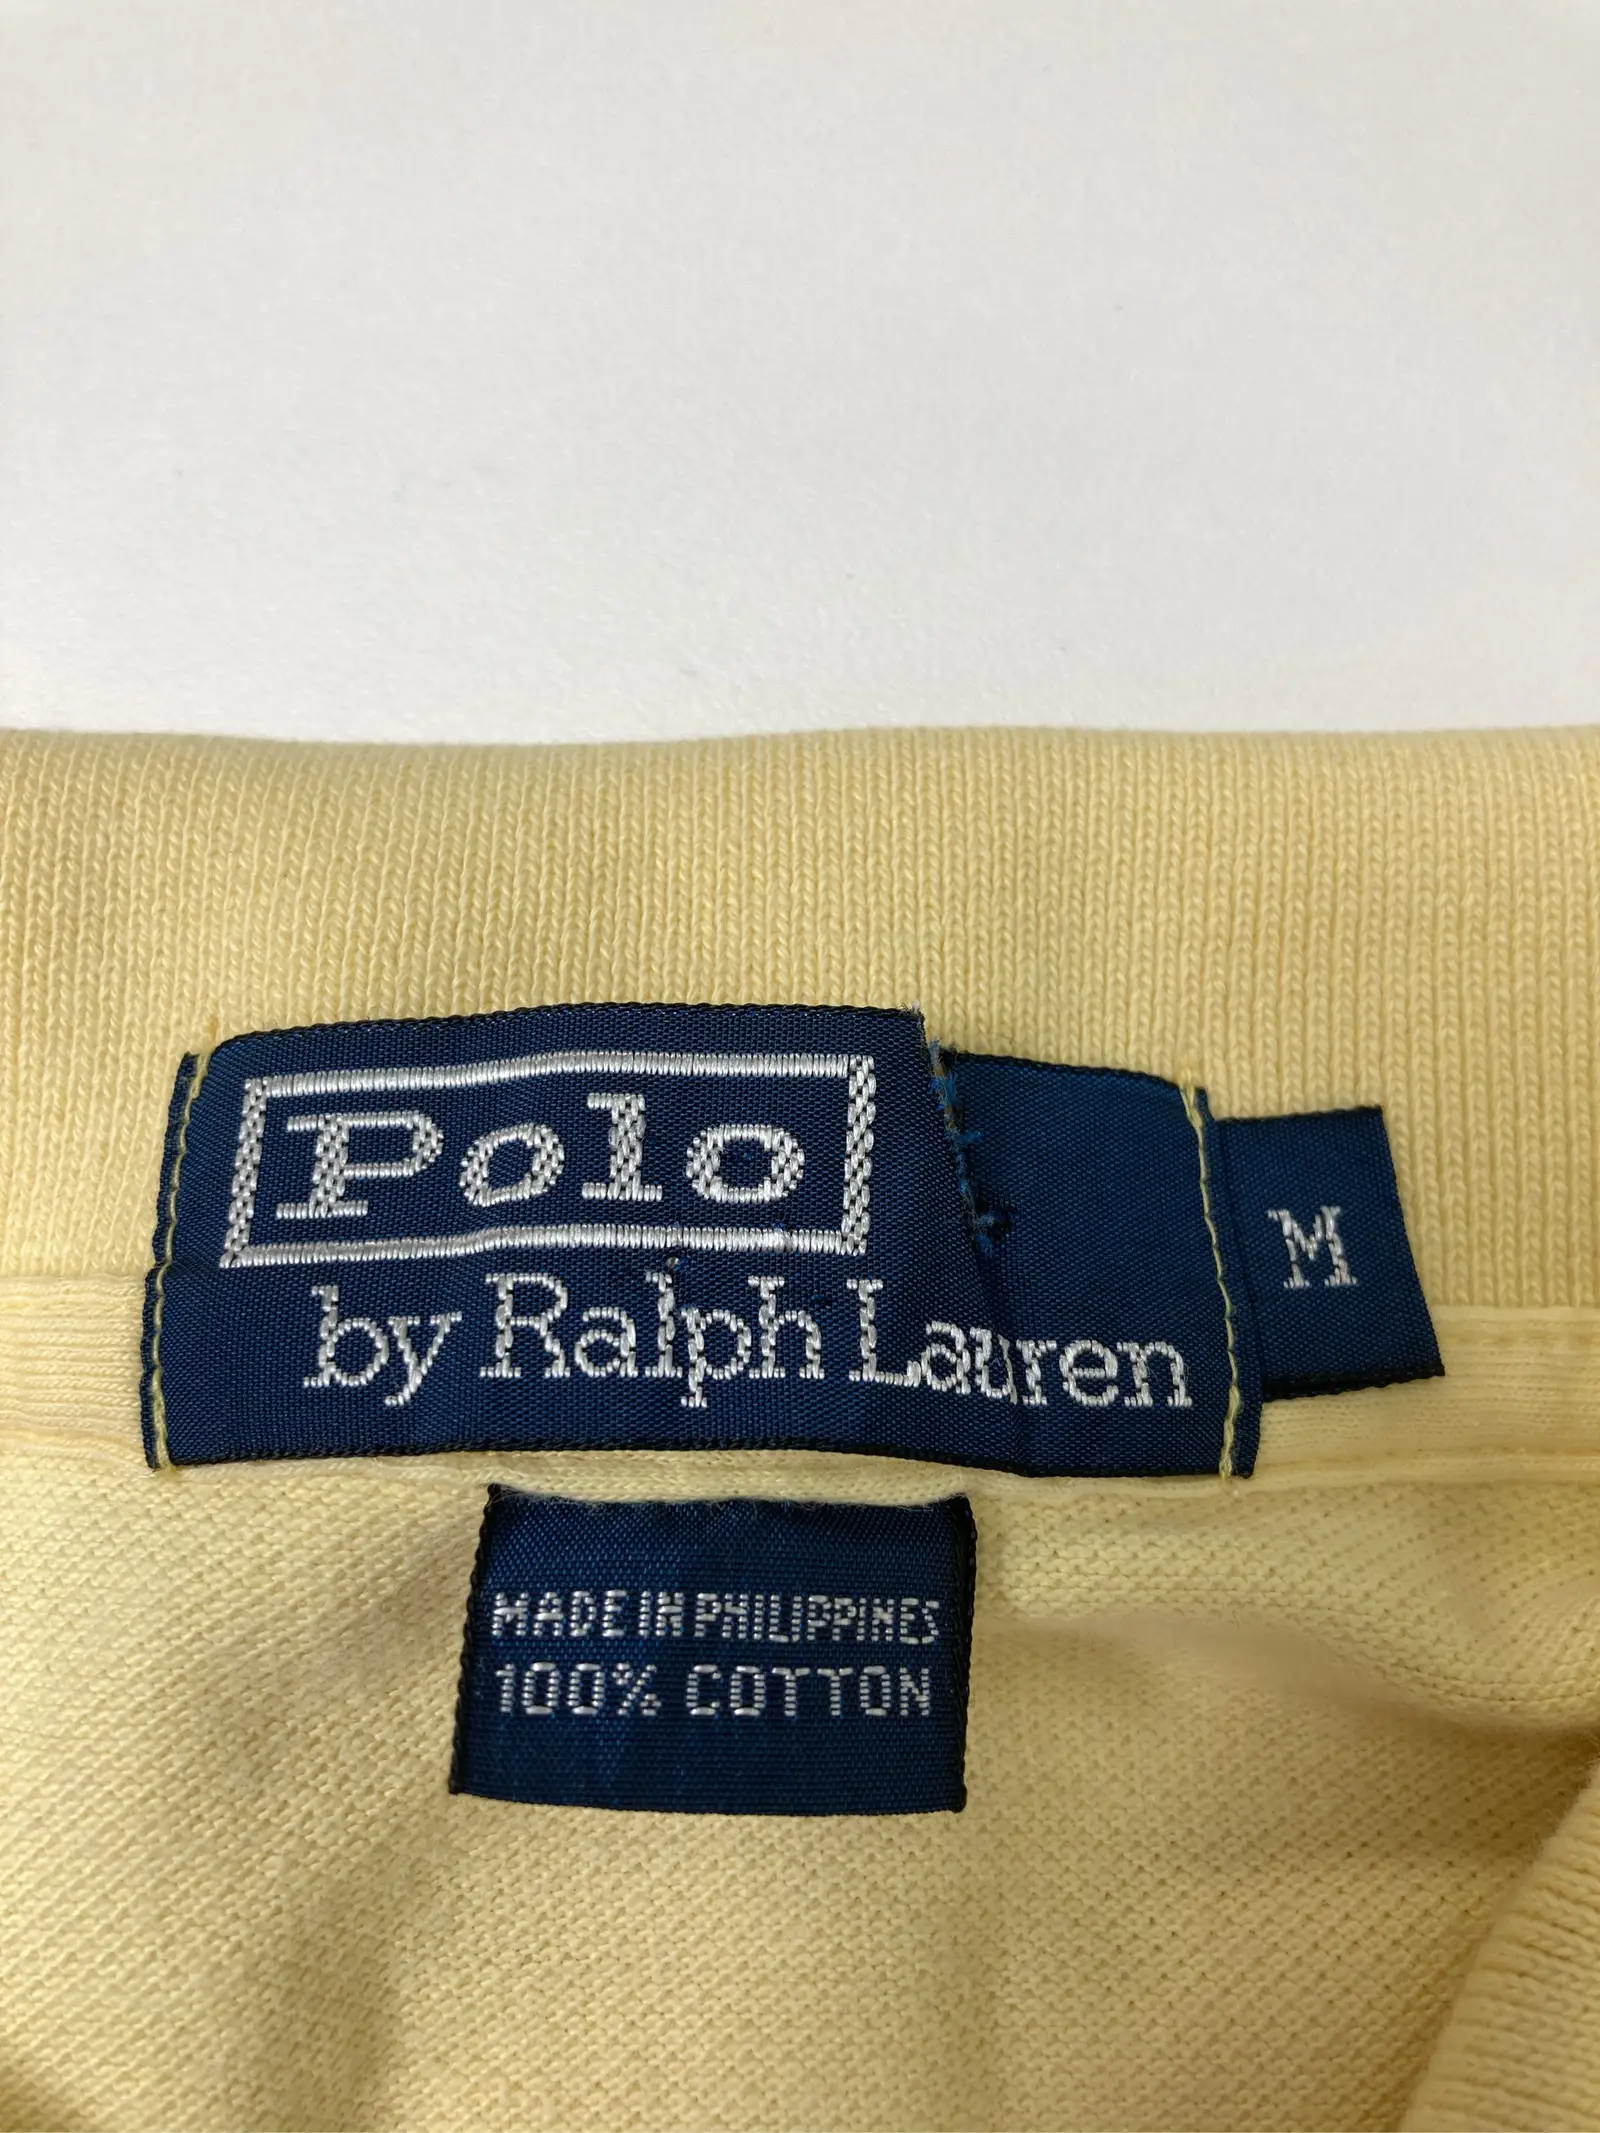 Polo
by Ralph Lauren
M
MADE IN PHILIPPINES
100% COTTON